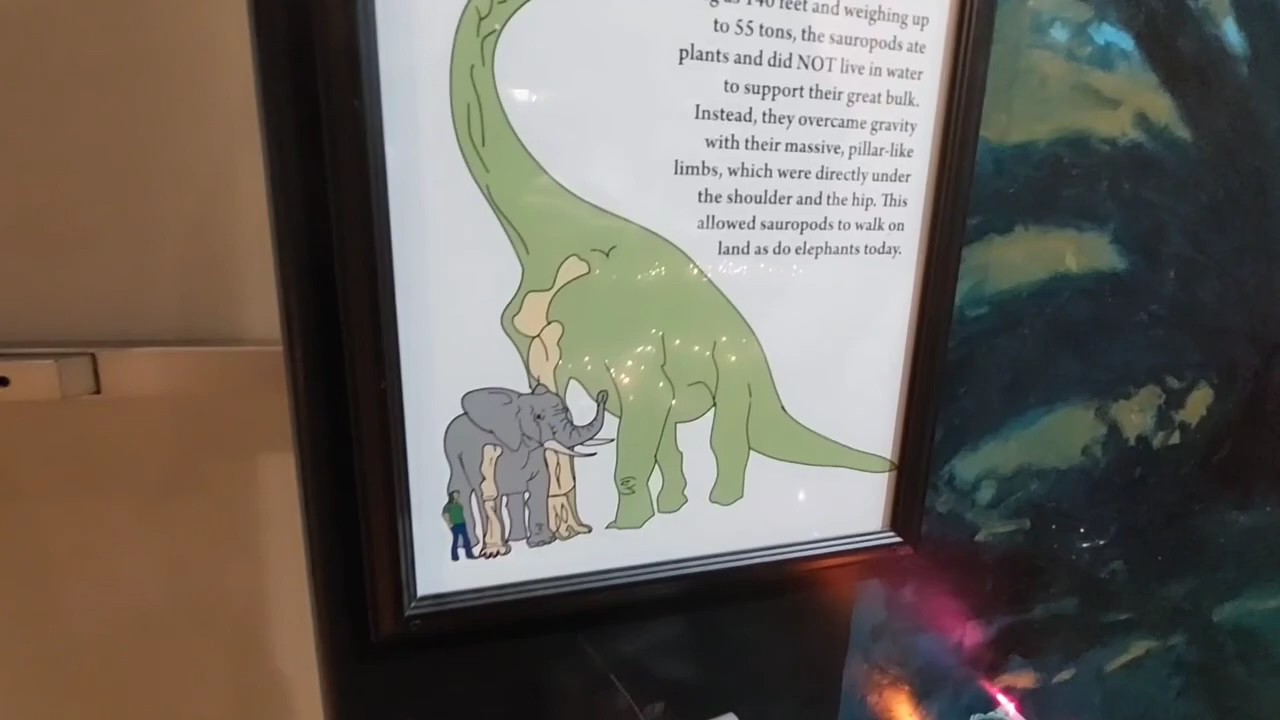 140 feet and weighing up
to 55 tons, the sauropods ate
plants and did NOT live in water
to support their great bulk.
Instead, they overcame gravity
with their massive, pillar-like
limbs, which were directly under
the shoulder and the hip. This
allowed sauropods to walk on
land as do elephants today.